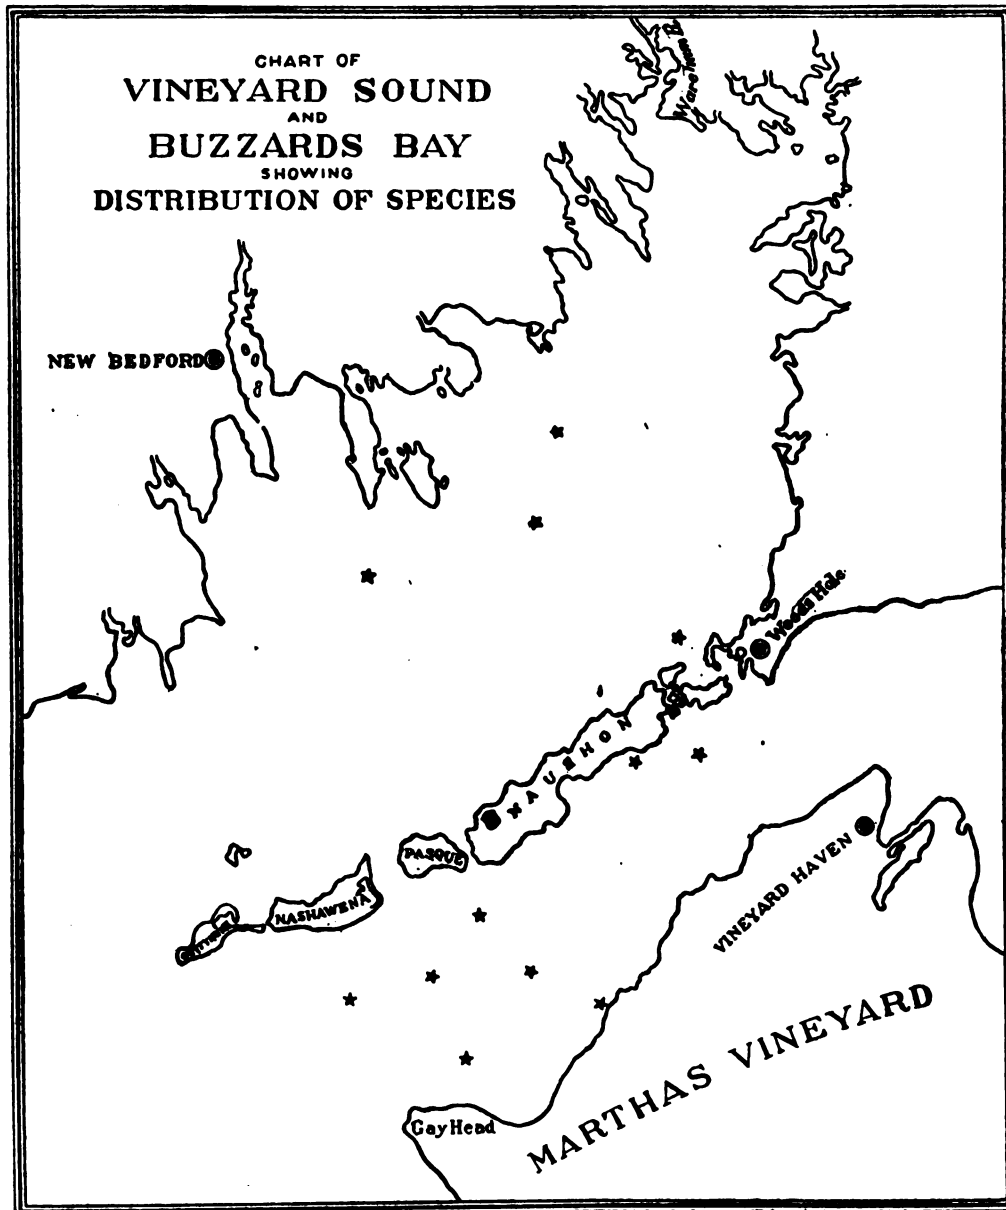 CHART OF
VINEYARD SOUND
AND
BUZZARDS BAY
SHOWING
DISTRIBUTION OF SPECIES
Wareham R.
NEW BEDFORD
Woods Hole
NAUSHON
PASQUE
NASHAWENA
VINEYARD HAVEN
MARTHAS VINEYARD
Gay Head